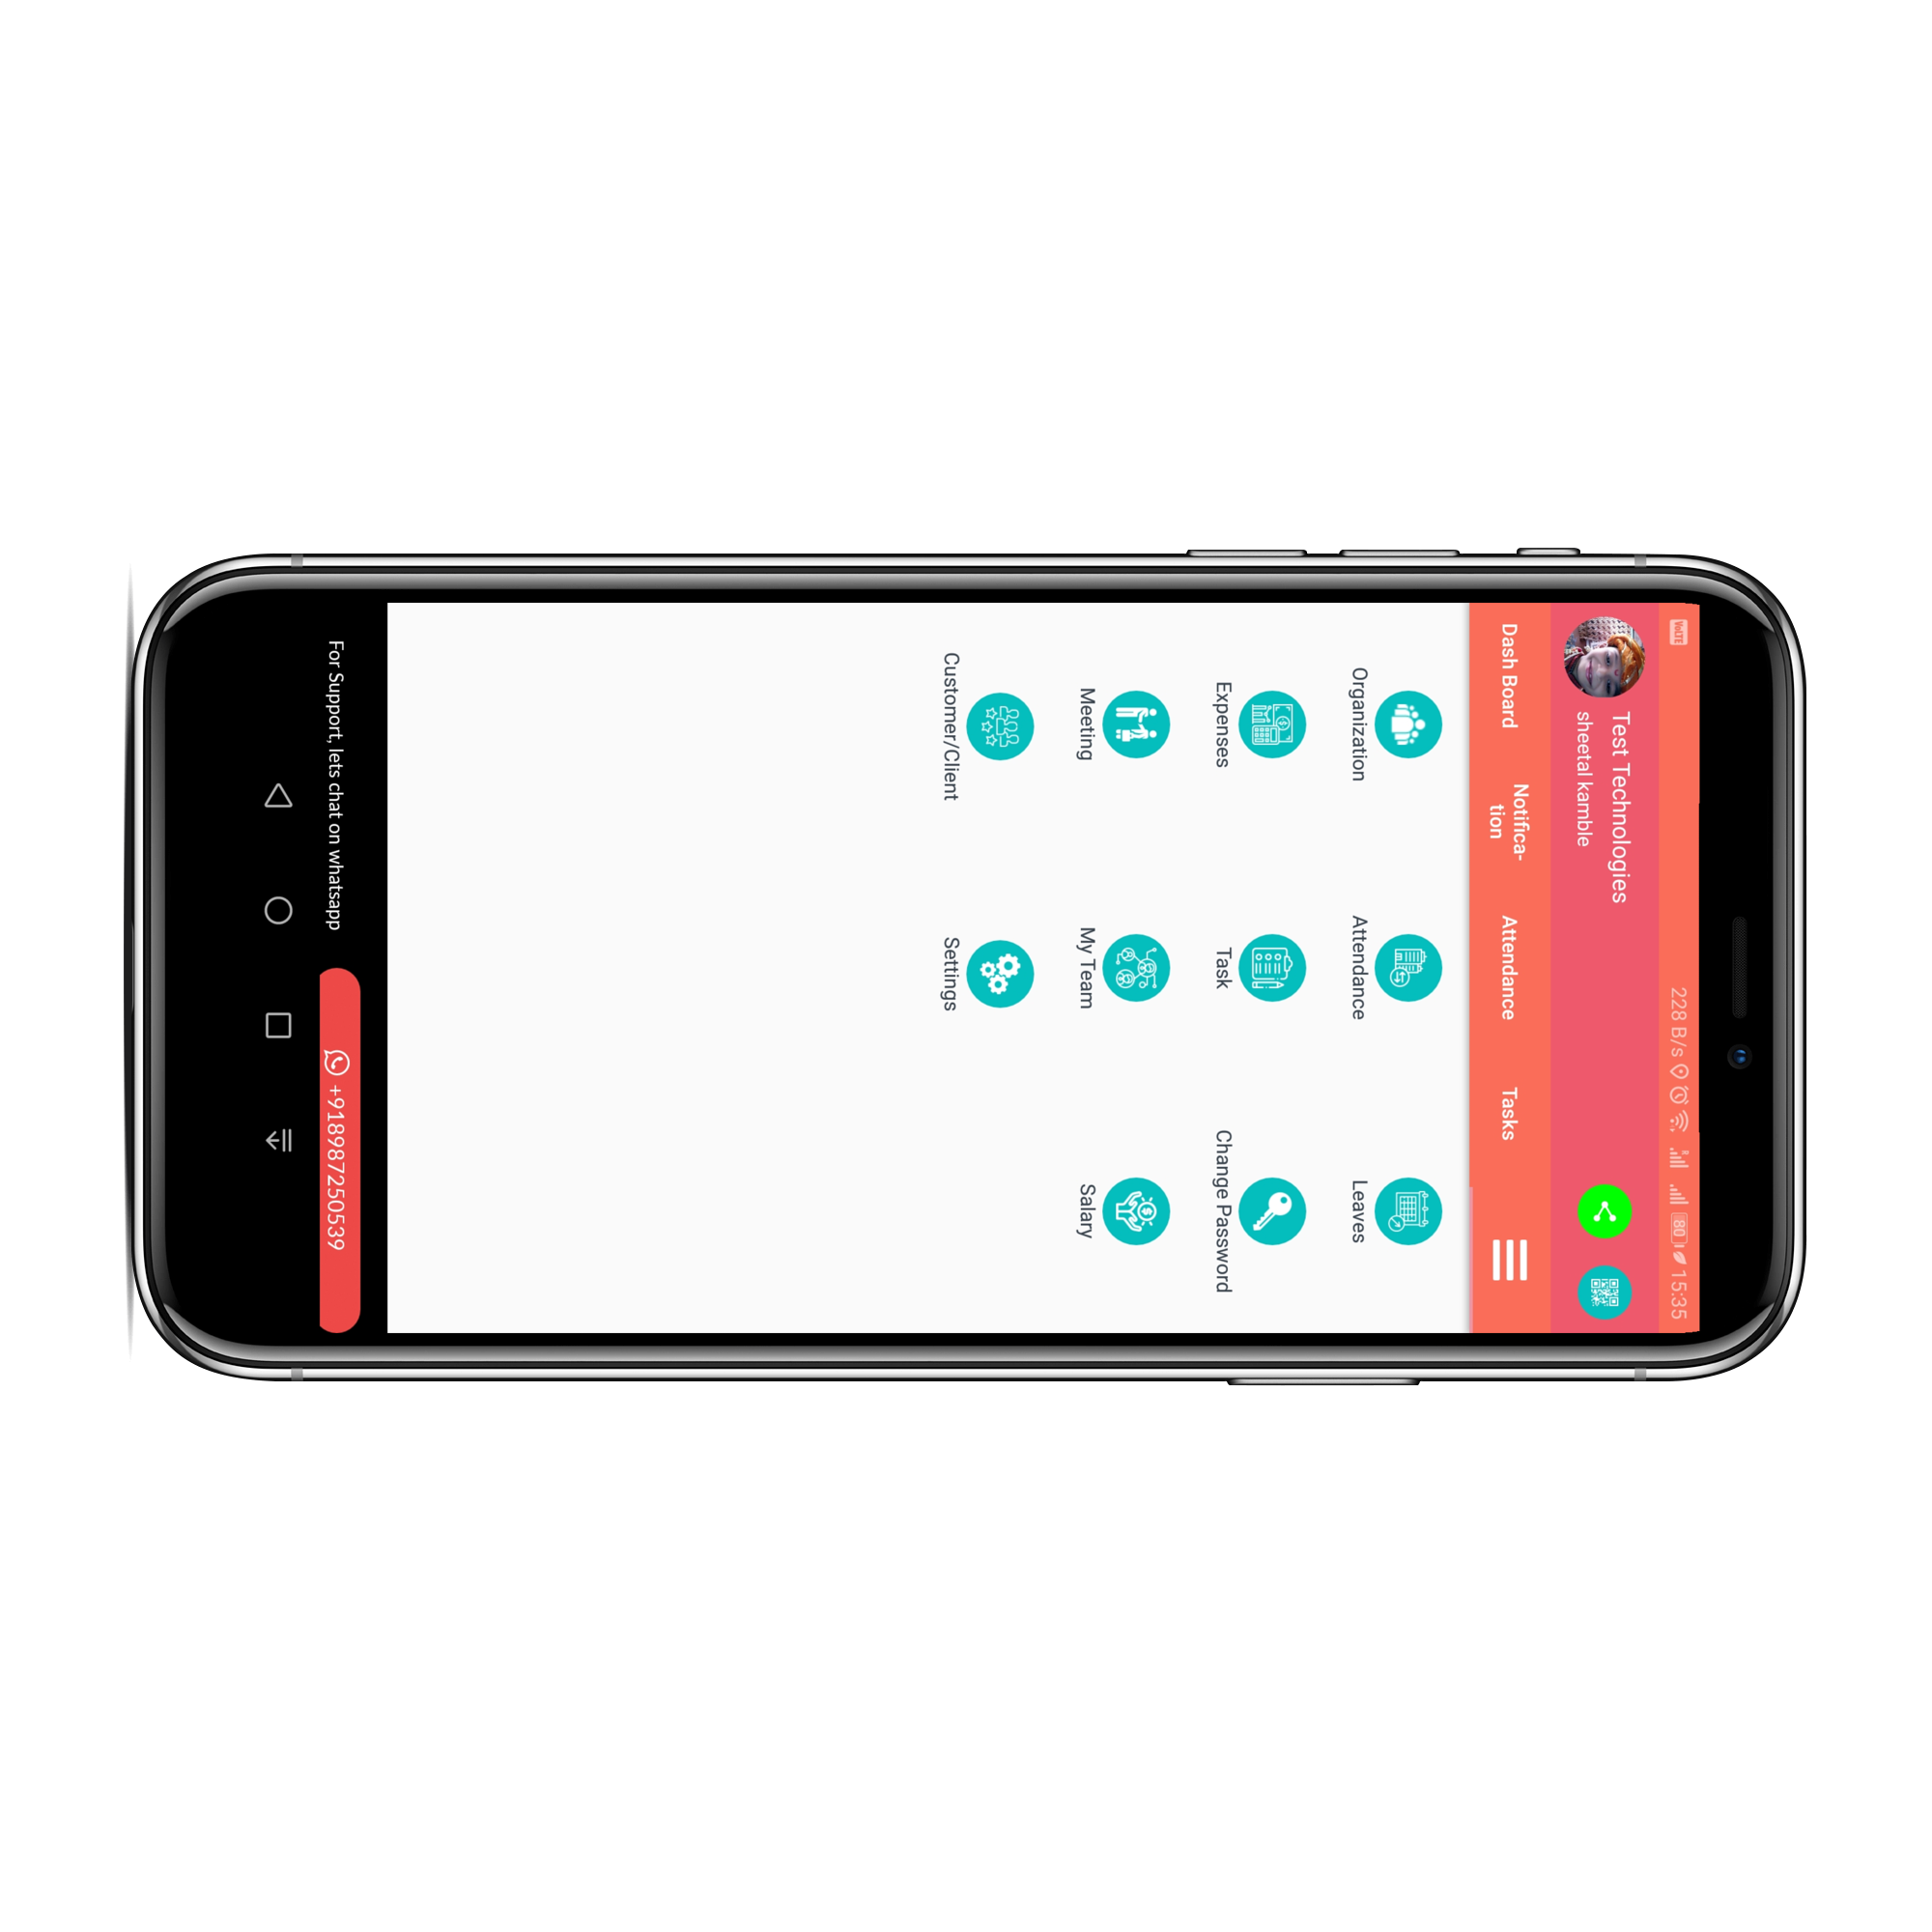 VoLTE 228 B/s 80 15:35
Test Technologies
sheetal kamble
Dash Board Notifica- Attendance Tasks
tion
Organization Attendance Leaves
Expenses Task Change Password
Meeting My Team Salary
Customer/Client Settings
For Support, lets chat on whatsapp +918987250539